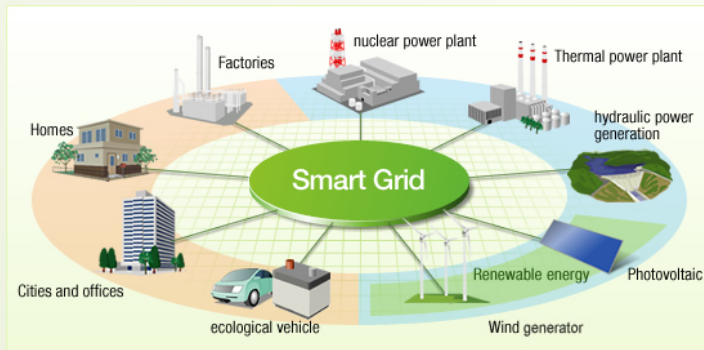 nuclear power plant
Factories
Thermal power plant
hydraulic power
generation
Homes
Smart Grid
Renewable energy
Photovoltaic
Cities and offices
ecological vehicle
Wind generator